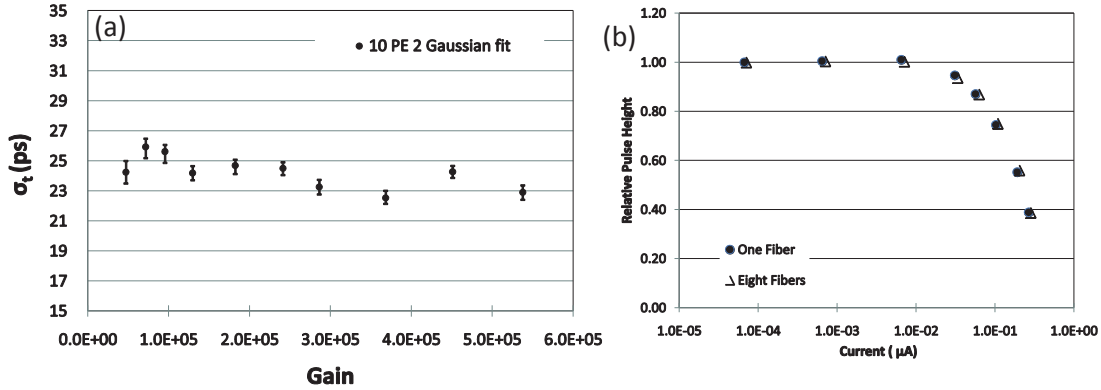 (a)
35
33
31
29
27
25
23
21
19
17
15
σt (ps)
10 PE 2 Gaussian fit
0.0E+00 1.0E+05 2.0E+05 3.0E+05 4.0E+05 5.0E+05 6.0E+05
Gain
(b)
1.20
1.00
0.80
0.60
0.40
0.20
0.00
Relative Pulse Height
One Fiber
Eight Fibers
1.0E-05 1.0E-04 1.0E-03 1.0E-02 1.0E-01 1.0E+00
Current ( µA)